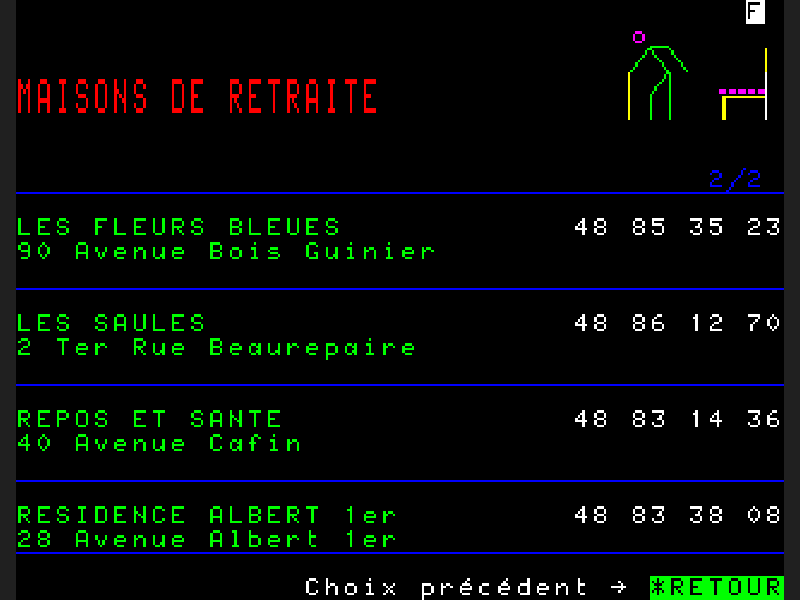 F
MAISONS DE RETRAITE
2/2
LES FLEURS BLEUES 48 85 35 23
90 Avenue Bois Guinier
LES SAULES 48 86 12 70
2 Ter Rue Beaurepaire
REPOS ET SANTE 48 83 14 36
40 Avenue Cafin
RESIDENCE ALBERT 1er 48 83 38 08
28 Avenue Albert 1er
Choix précédent → *RETOUR